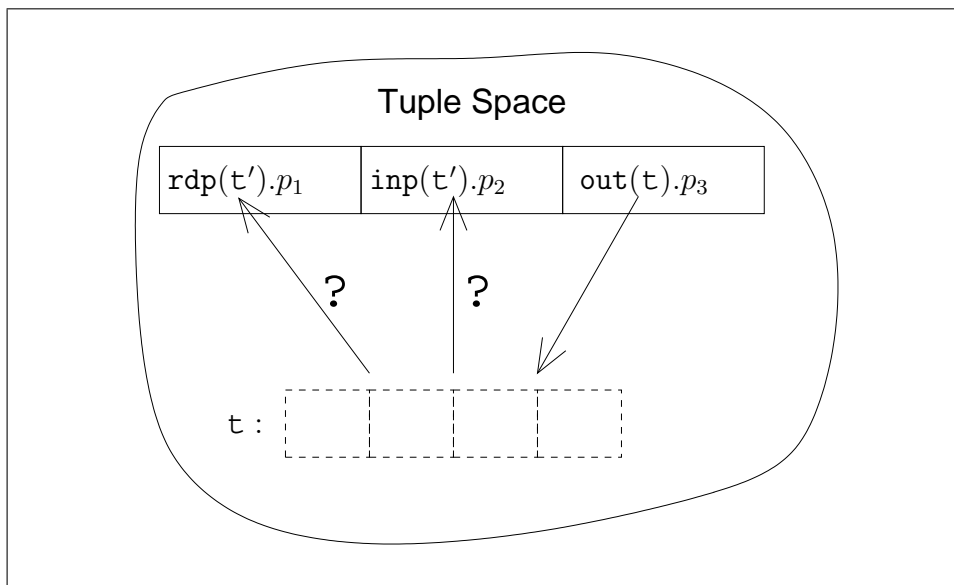 Tuple Space
rdp(t′).p₁ inp(t′).p₂ out(t).p₃
? ?
t :